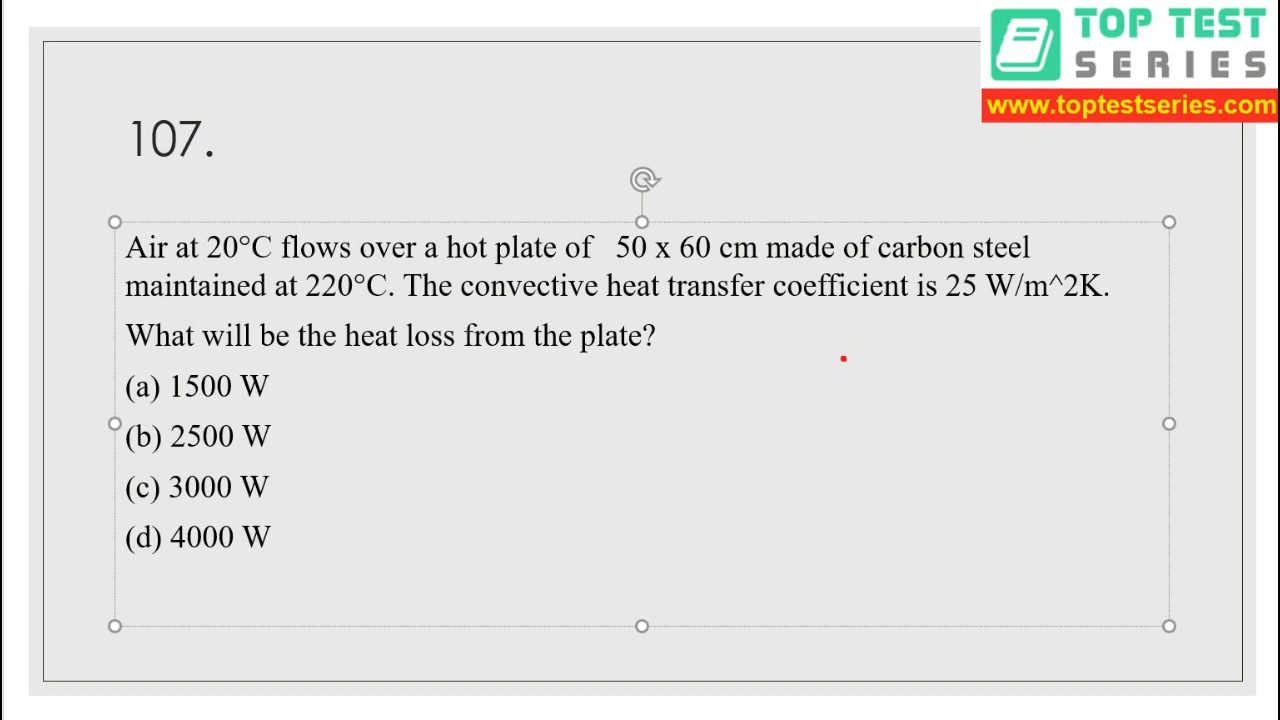 TOP TEST
SERIES
www.toptestseries.com
107.
Air at 20°C flows over a hot plate of 50 x 60 cm made of carbon steel
maintained at 220°C. The convective heat transfer coefficient is 25 W/m^2K.
What will be the heat loss from the plate?
(a) 1500 W
(b) 2500 W
(c) 3000 W
(d) 4000 W